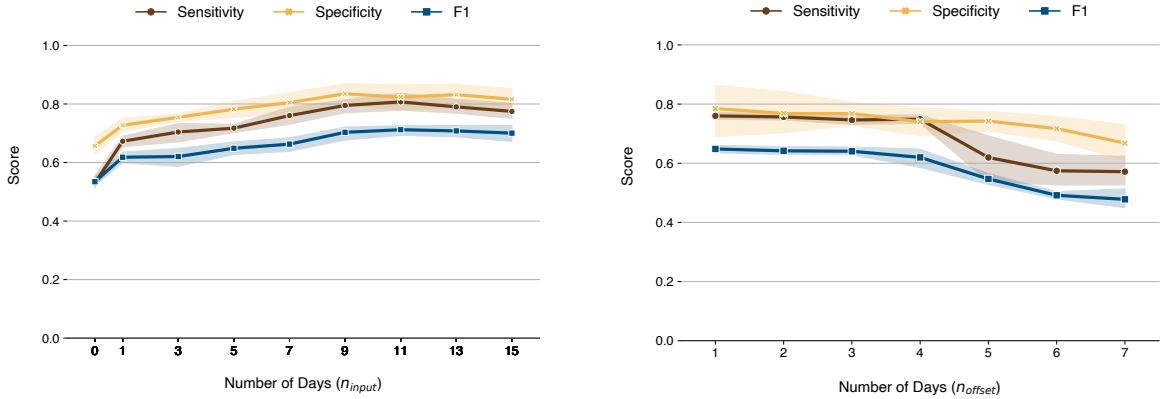 Sensitivity Specificity F1
1.0
0.8
0.6
0.4
0.2
0.0
Score
0 1 3 5 7 9 11 13 15
Number of Days (n_input)
Sensitivity Specificity F1
1.0
0.8
0.6
0.4
0.2
0.0
Score
1 2 3 4 5 6 7
Number of Days (n_offset)